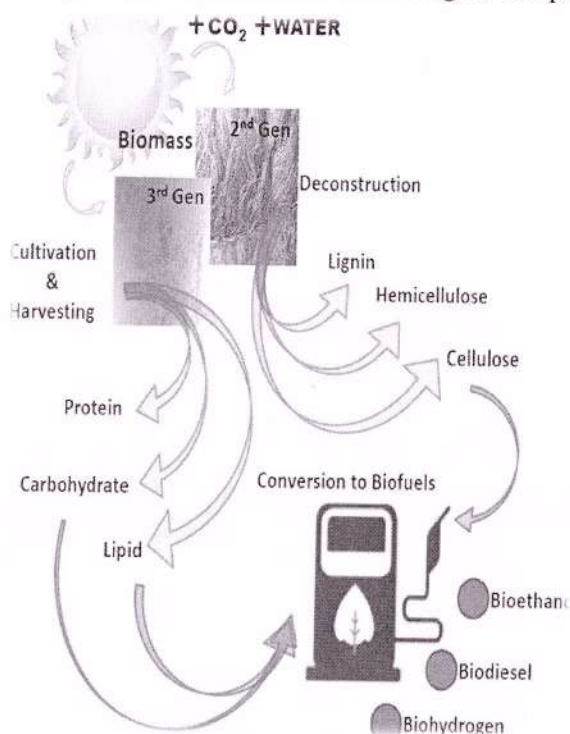 +CO₂ +WATER
2nd Gen
Biomass
3rd Gen
Deconstruction
Cultivation
&
Harvesting
Lignin
Hemicellulose
Cellulose
Protein
Carbohydrate
Conversion to Biofuels
Lipid
Biodiesel
Biohydrogen